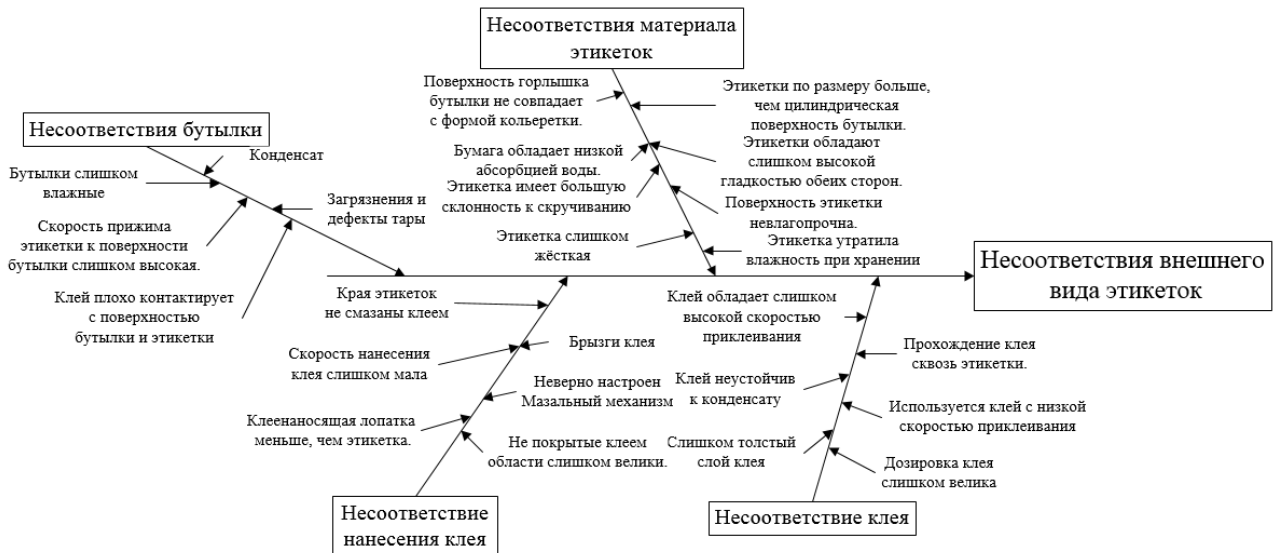 Несоответствия материала
этикеток
Поверхность горлышка
бутылки не совпадает
с формой кольеретки.
Этикетки по размеру больше,
чем цилиндрическая
поверхность бутылки.
Бумага обладает низкой
абсорбцией воды.
Этикетки обладают
слишком высокой
гладкостью обеих сторон.
Этикетка имеет большую
склонность к скручиванию
Поверхность этикетки
невлагопрочна.
Этикетка слишком
жёсткая
Этикетка утратила
влажность при хранении
Несоответствия бутылки
Конденсат
Бутылки слишком
влажные
Загрязнения и
дефекты тары
Скорость прижима
этикетки к поверхности
бутылки слишком высокая.
Клей плохо контактирует
с поверхностью
бутылки и этикетки
Несоответствия внешнего
вида этикеток
Края этикеток
не смазаны клеем
Брызги клея
Скорость нанесения
клея слишком мала
Неверно настроен
Мазальный механизм
Клеенаносящая лопатка
меньше, чем этикетка.
Не покрытые клеем
области слишком велики.
Несоответствие
нанесения клея
Клей обладает слишком
высокой скоростью
приклеивания
Прохождение клея
сквозь этикетки.
Клей неустойчив
к конденсату
Используется клей с низкой
скоростью приклеивания
Слишком толстый
слой клея
Дозировка клея
слишком велика
Несоответствие клея